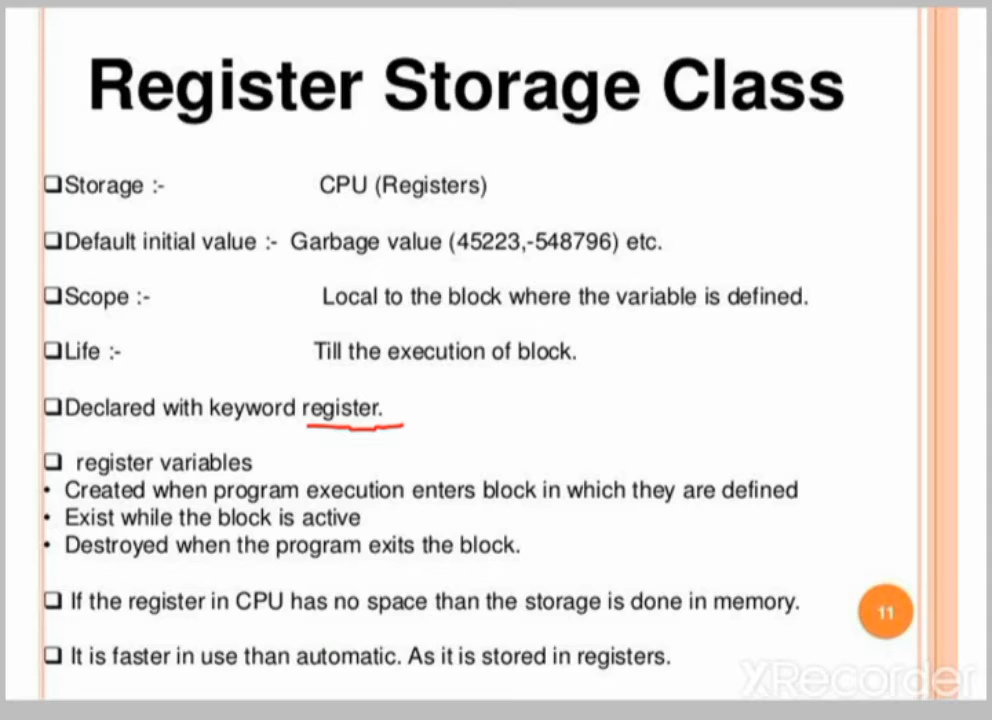 Register Storage Class
❑Storage :- CPU (Registers)
❑Default initial value :- Garbage value (45223,-548796) etc.
❑Scope :- Local to the block where the variable is defined.
❑Life :- Till the execution of block.
❑Declared with keyword register.
❑ register variables
• Created when program execution enters block in which they are defined
• Exist while the block is active
• Destroyed when the program exits the block.
❑ If the register in CPU has no space than the storage is done in memory.
11
❑ It is faster in use than automatic. As it is stored in registers.
XRecorder